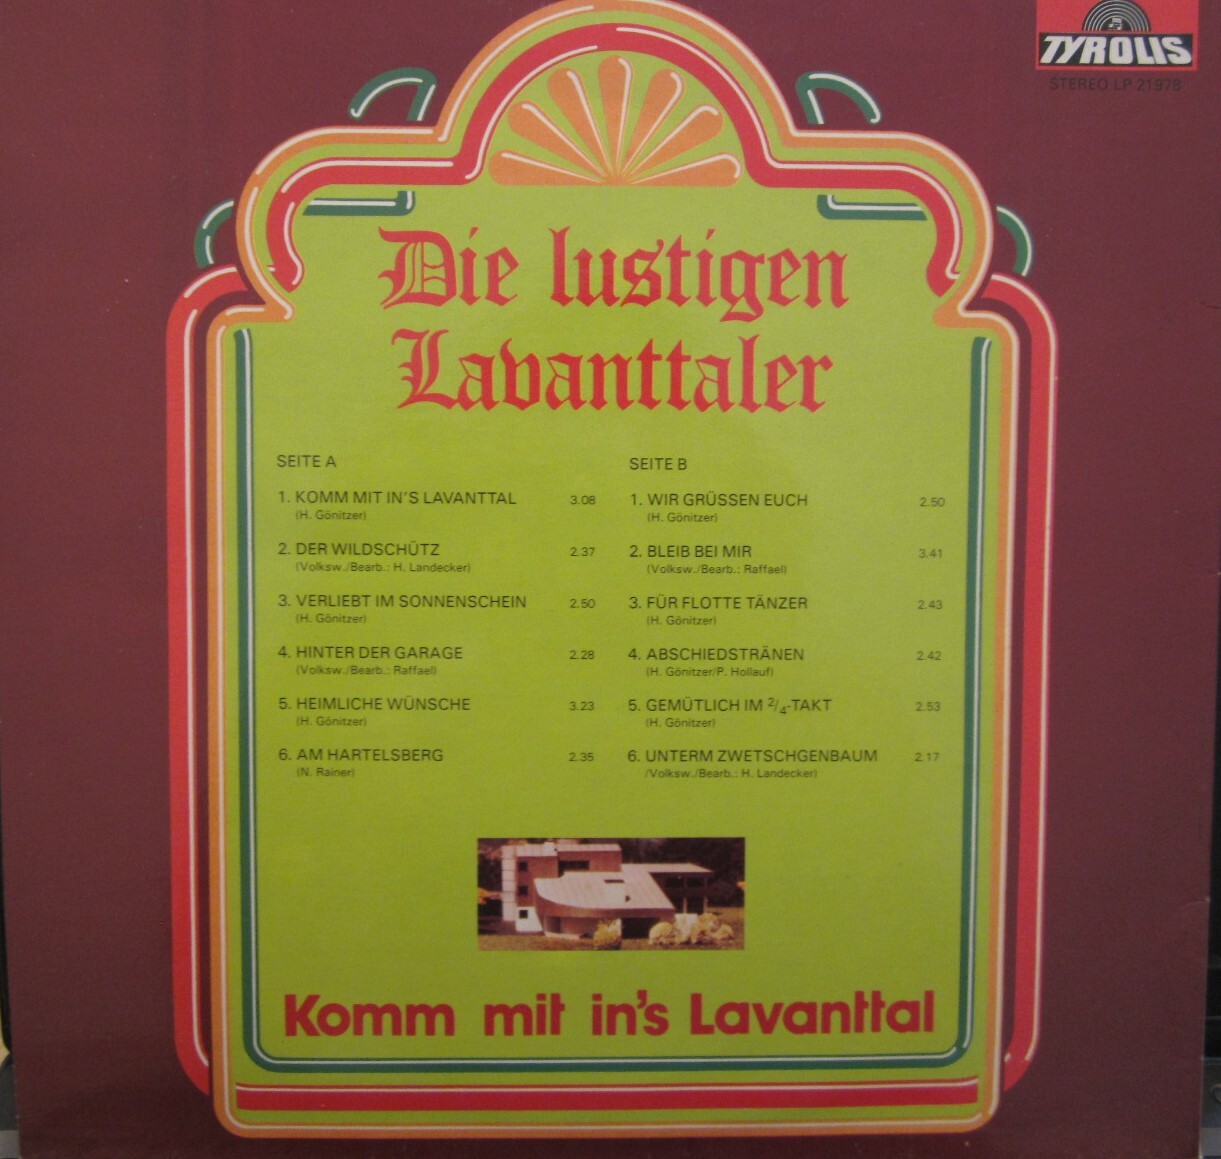 TYROLIS
STEREO LP 21978
Die lustigen
Lavanttaler
SEITE A
1. KOMM MIT IN'S LAVANTTAL 3.08
(H. Gönitzer)
2. DER WILDSCHÜTZ 2.37
(Volksw./Bearb.: H. Landecker)
3. VERLIEBT IM SONNENSCHEIN 2.50
(H. Gönitzer)
4. HINTER DER GARAGE 2.28
(Volksw./Bearb.: Raffael)
5. HEIMLICHE WÜNSCHE 3.23
(H. Gönitzer)
6. AM HARTELSBERG 2.35
(N. Rainer)
SEITE B
1. WIR GRÜSSEN EUCH 2.50
(H. Gönitzer)
2. BLEIB BEI MIR 3.41
(Volksw./Bearb.: Raffael)
3. FÜR FLOTTE TÄNZER 2.43
(H. Gönitzer)
4. ABSCHIEDSTRÄNEN 2.42
(H. Gönitzer/P. Hollauf)
5. GEMÜTLICH IM 2/4-TAKT 2.53
(H. Gönitzer)
6. UNTERM ZWETSCHGENBAUM 2.17
/Volksw./Bearb.: H. Landecker)
Komm mit in's Lavanttal